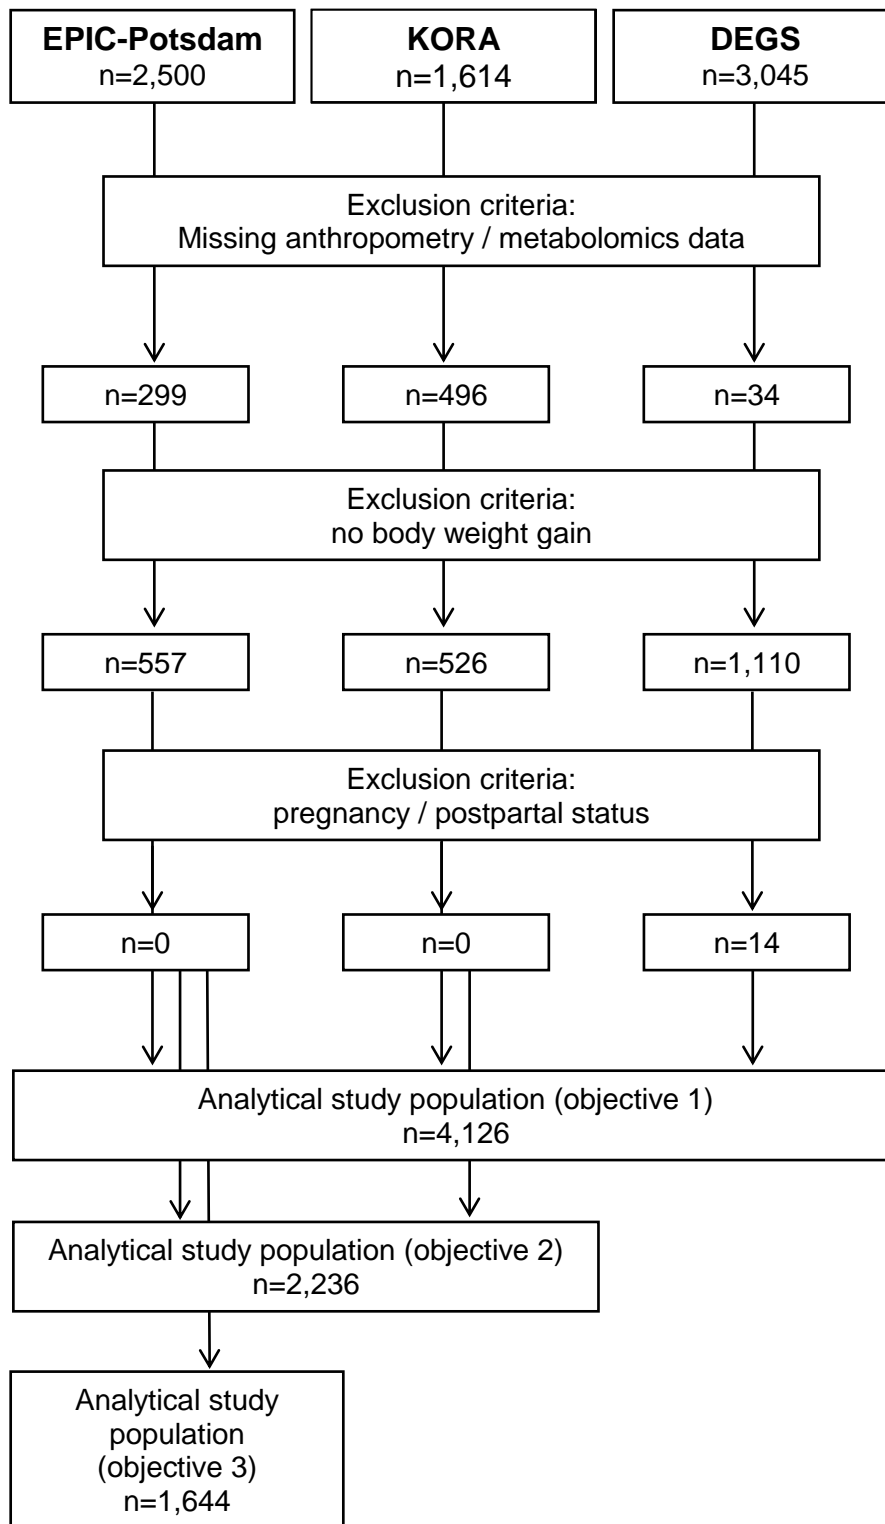 EPIC-Potsdam
n=2,500
KORA
n=1,614
DEGS
n=3,045
Exclusion criteria:
Missing anthropometry / metabolomics data
n=299
n=496
n=34
Exclusion criteria:
no body weight gain
n=557
n=526
n=1,110
Exclusion criteria:
pregnancy / postpartal status
n=0
n=0
n=14
Analytical study population (objective 1)
n=4,126
Analytical study population (objective 2)
n=2,236
Analytical study
population
(objective 3)
n=1,644